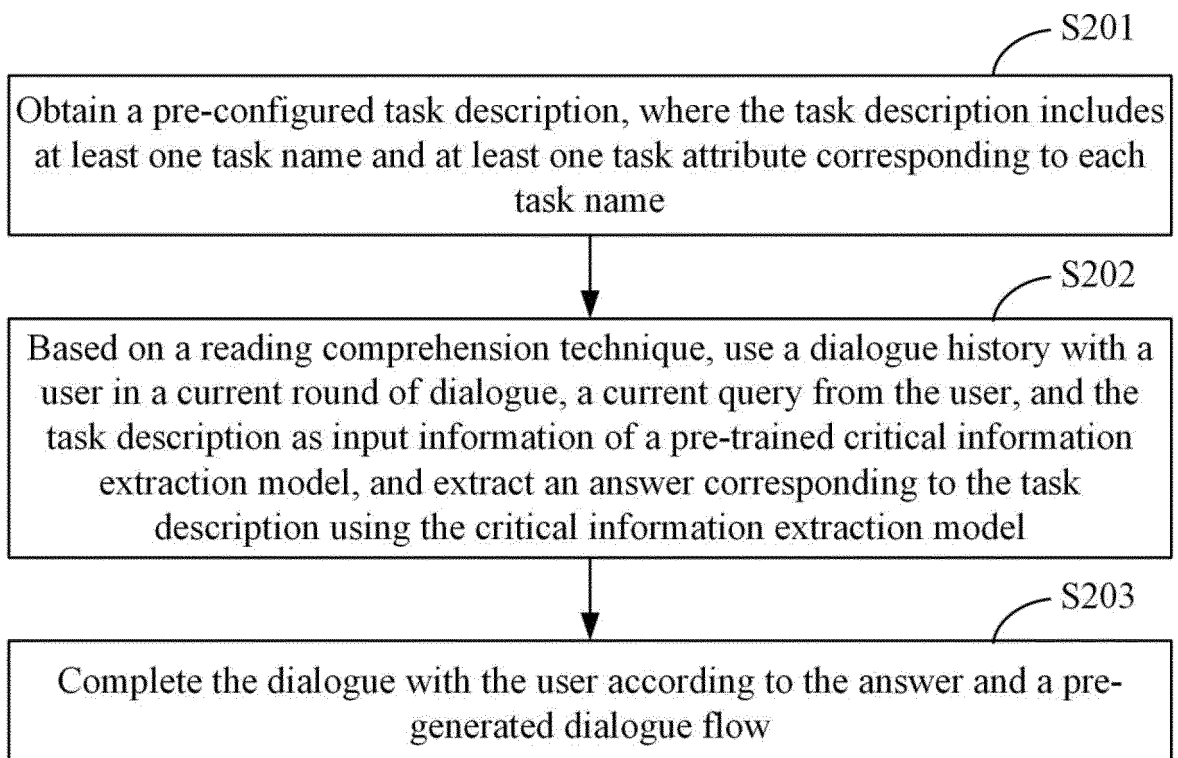 S201
Obtain a pre-configured task description, where the task description includes
at least one task name and at least one task attribute corresponding to each
task name
S202
Based on a reading comprehension technique, use a dialogue history with a
user in a current round of dialogue, a current query from the user, and the
task description as input information of a pre-trained critical information
extraction model, and extract an answer corresponding to the task
description using the critical information extraction model
S203
Complete the dialogue with the user according to the answer and a pre-
generated dialogue flow